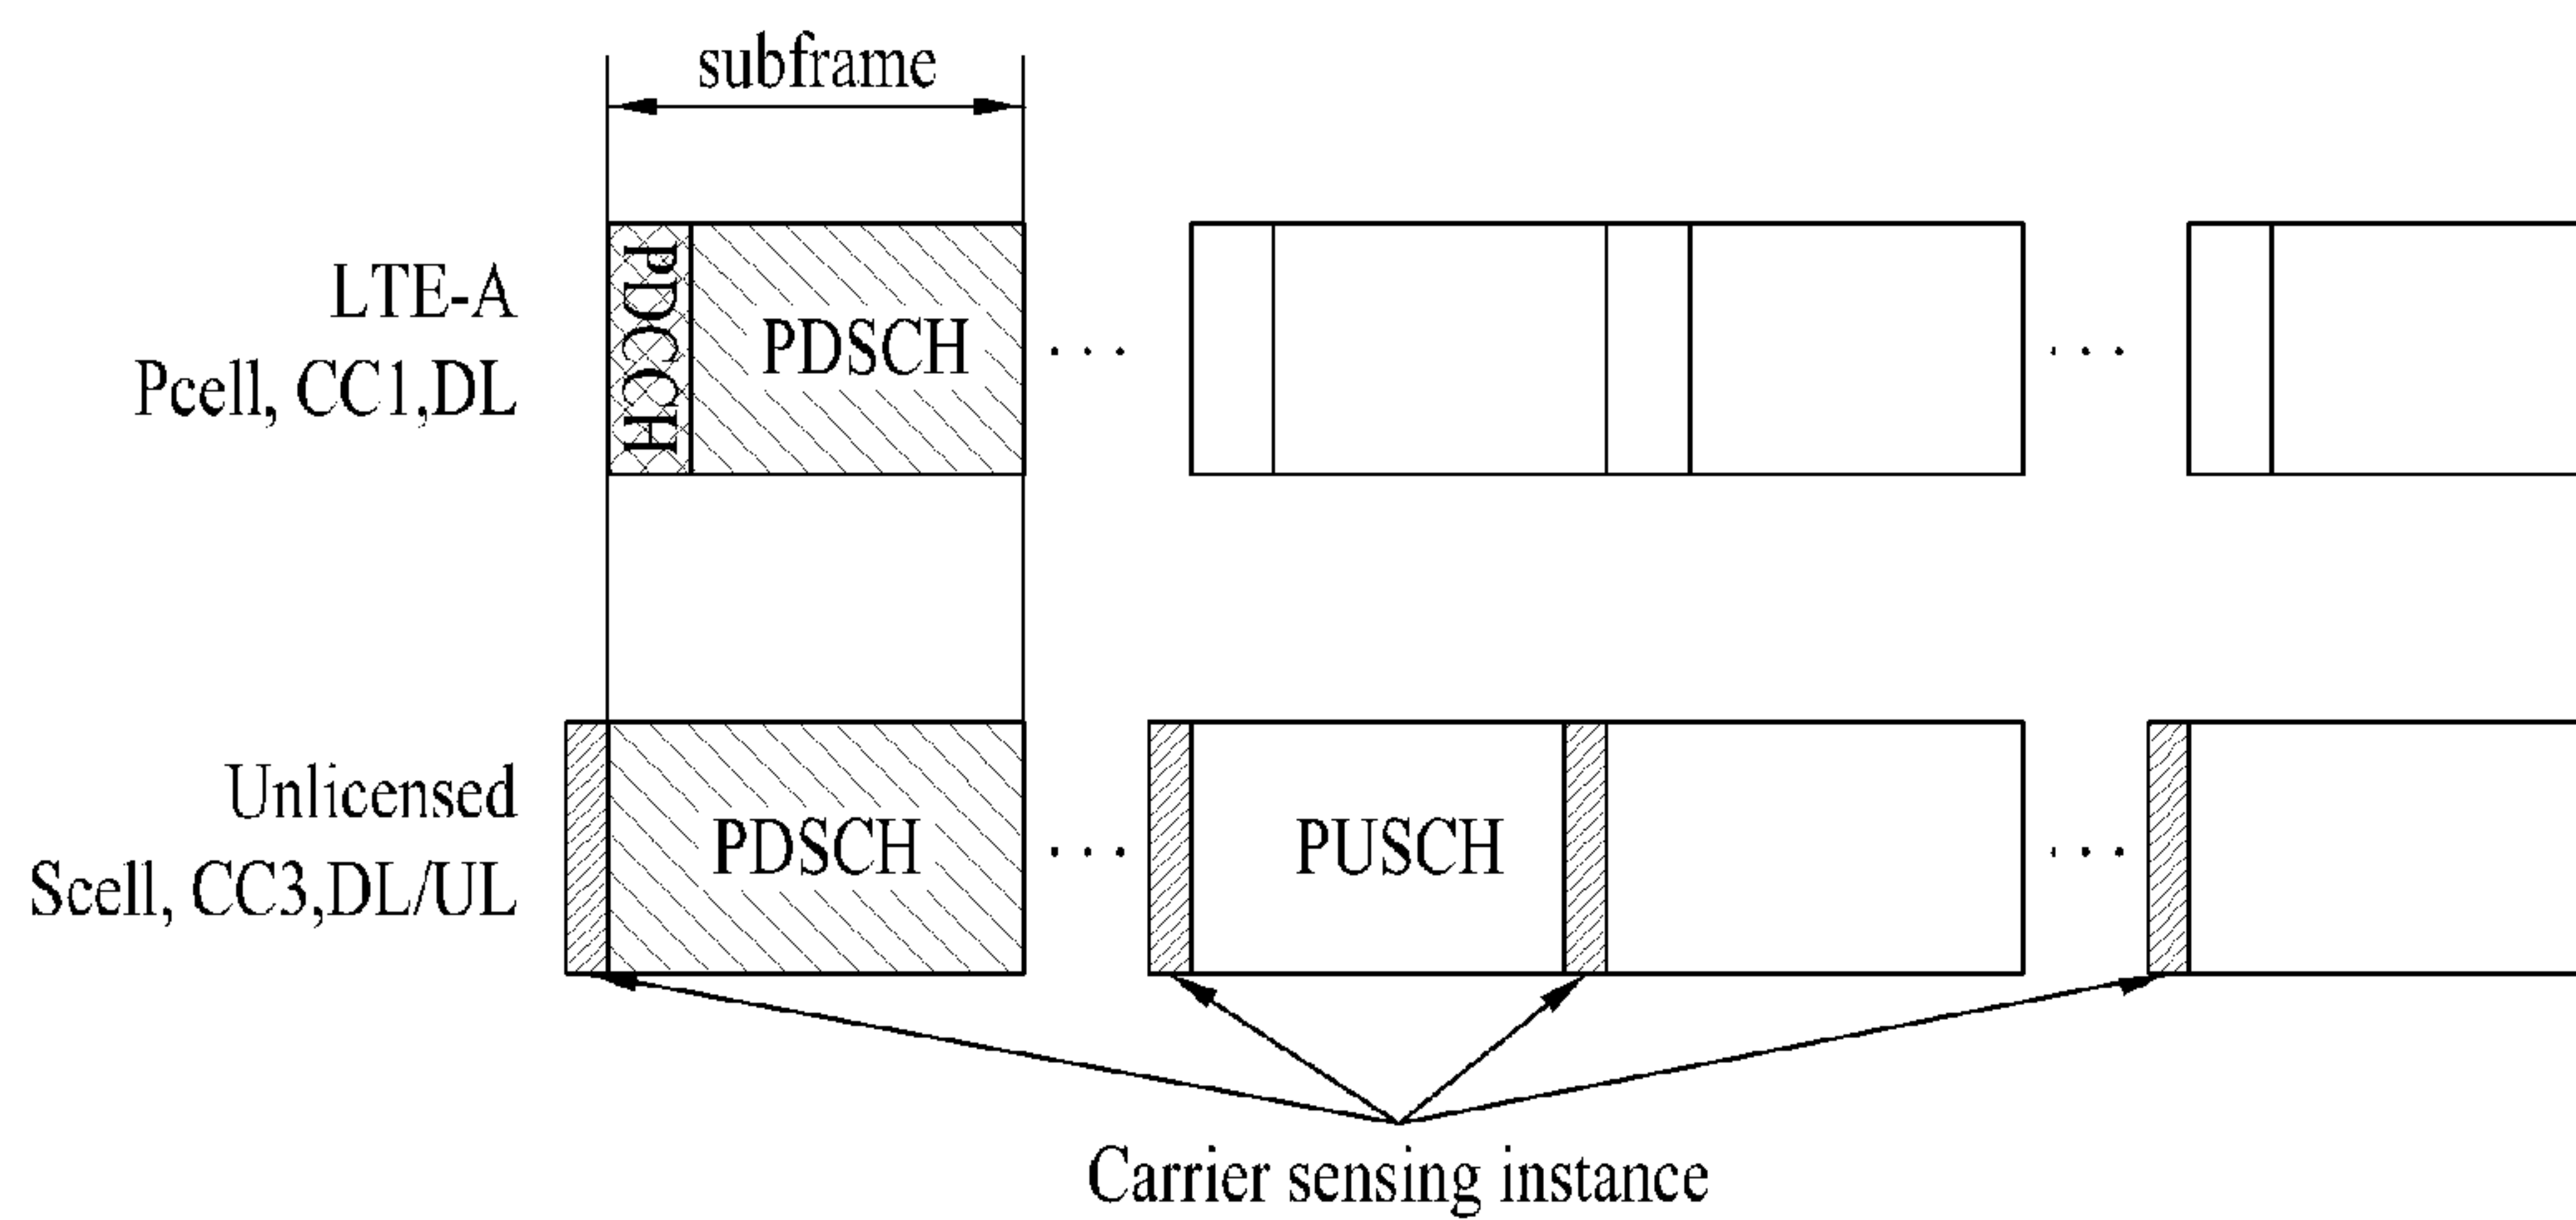 subframe
LTE-A
Pcell, CC1,DL
PDCCH
PDSCH
...
...
Unlicensed
Scell, CC3,DL/UL
PDSCH
...
PUSCH
...
Carrier sensing instance